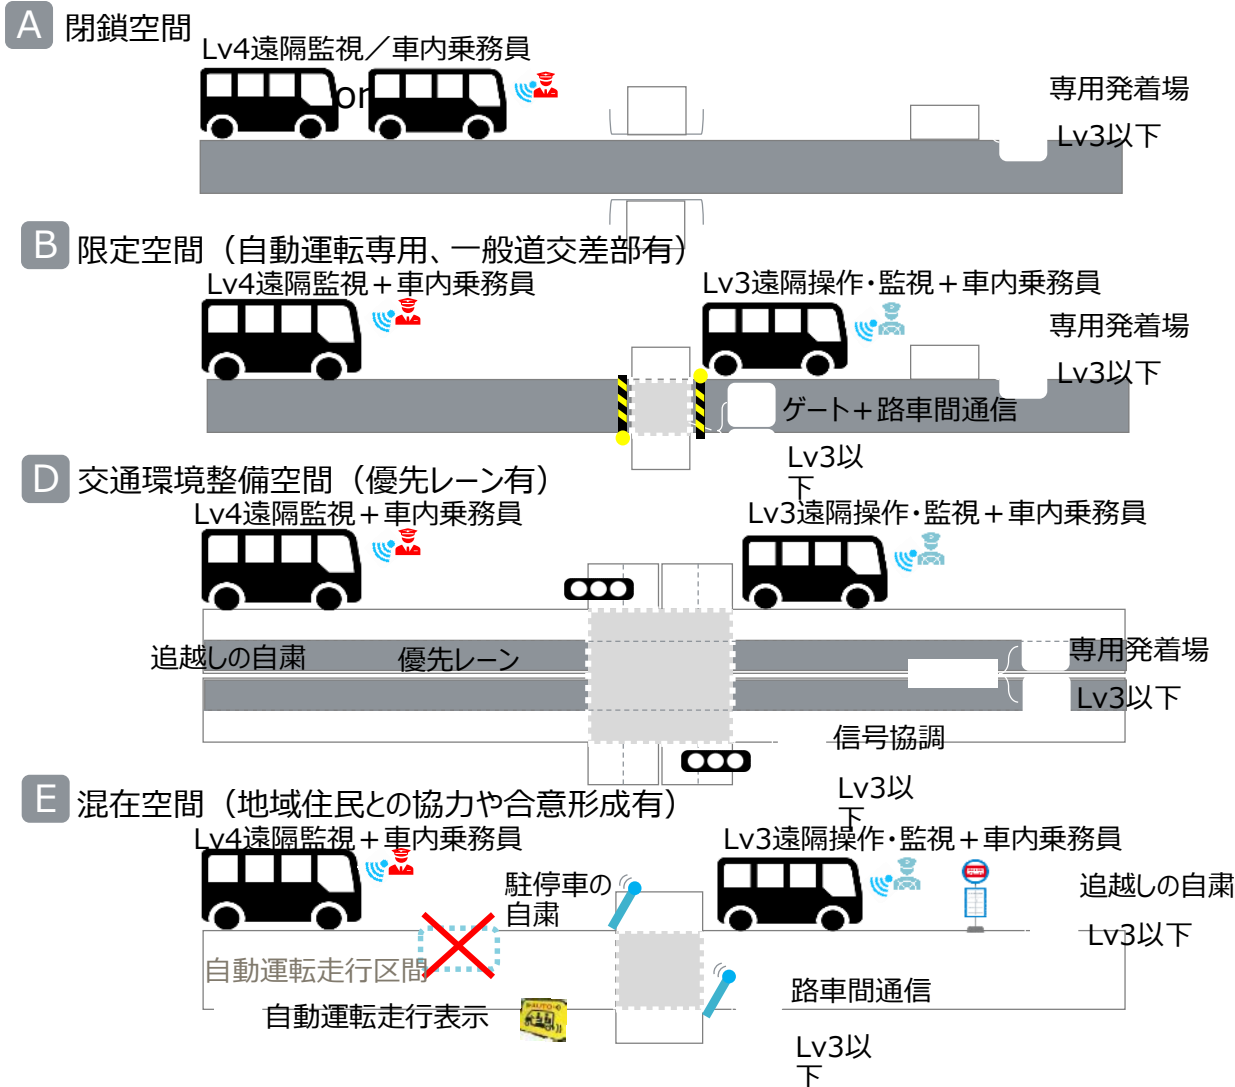 A 閉鎖空間
Lv4遠隔監視／車内乗務員
or
専用発着場
Lv3以下
B 限定空間（自動運転専用、一般道交差部有）
Lv4遠隔監視＋車内乗務員
Lv3遠隔操作・監視＋車内乗務員
専用発着場
Lv3以下
ゲート＋路車間通信
Lv3以
下
D 交通環境整備空間（優先レーン有）
Lv4遠隔監視＋車内乗務員
Lv3遠隔操作・監視＋車内乗務員
追越しの自粛
優先レーン
専用発着場
Lv3以下
信号協調
Lv3以
下
E 混在空間（地域住民との協力や合意形成有）
Lv4遠隔監視＋車内乗務員
Lv3遠隔操作・監視＋車内乗務員
駐停車の
自粛
追越しの自粛
Lv3以下
自動運転走行区間
路車間通信
自動運転走行表示
Lv3以
下